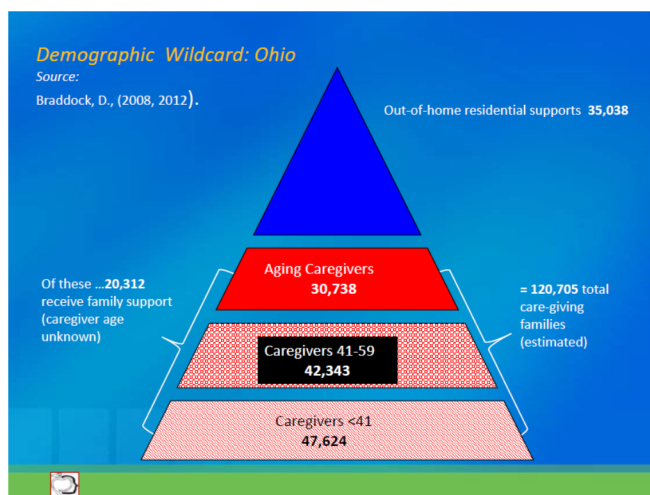 Demographic Wildcard: Ohio
Source:
Braddock, D., (2008, 2012).
Out-of-home residential supports 35,038
Aging Caregivers
30,738
Of these ...20,312
receive family support
(caregiver age
unknown)
= 120,705 total
care-giving
families
(estimated)
Caregivers 41-59
42,343
Caregivers <41
47,624